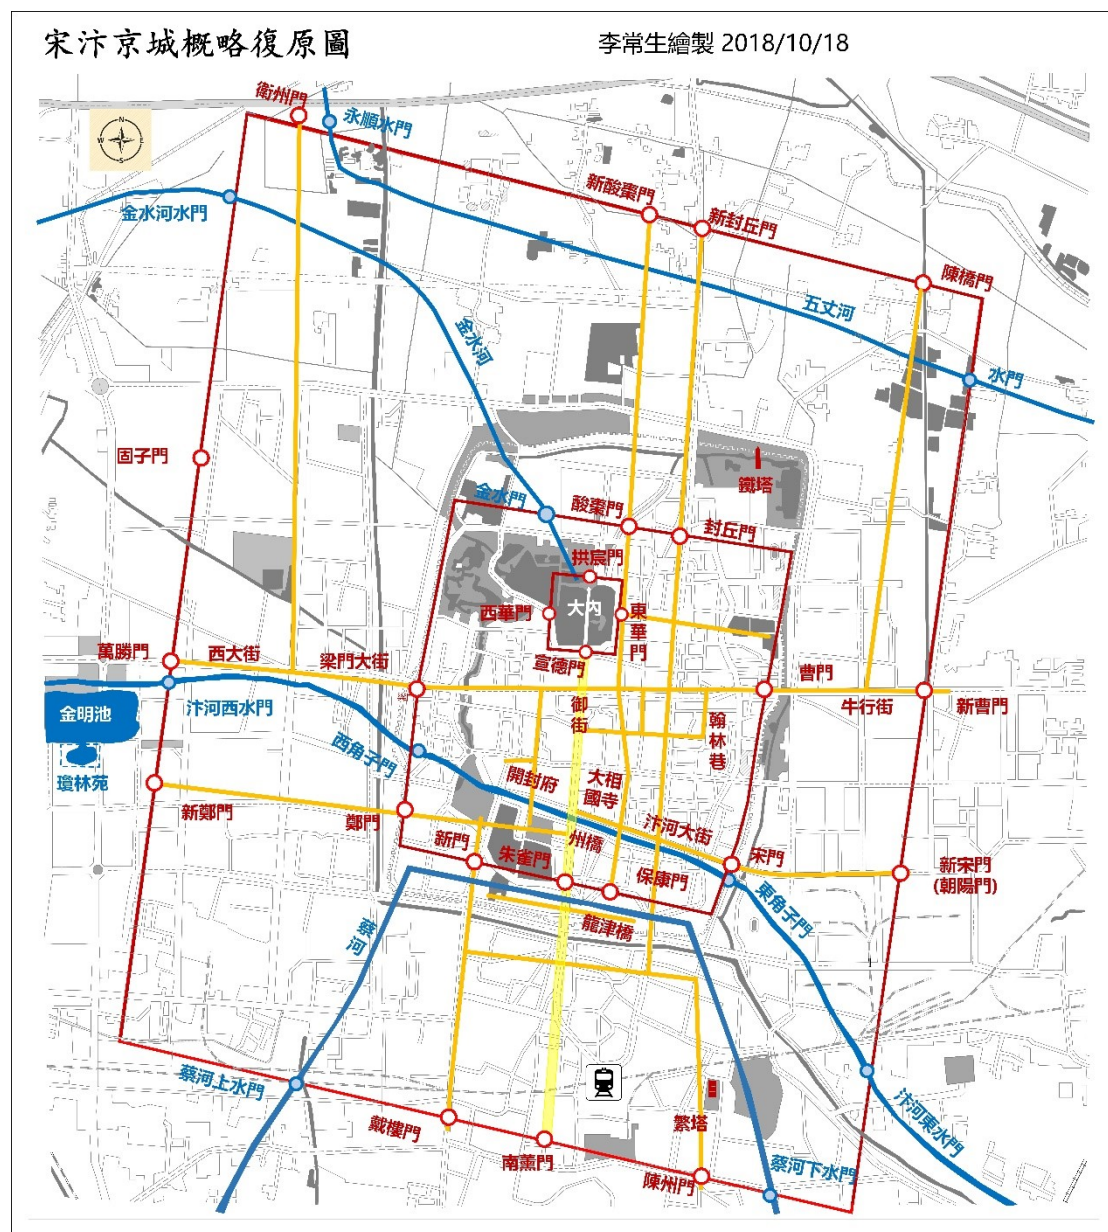 宋汴京城概略復原圖
李常生繪製 2018/10/18
衛州門
永順水門
N
W
E
S
新酸棗門
金水河水門
新封丘門
陳橋門
五丈河
金水河
水門
固子門
鐵塔
金水門
酸棗門
封丘門
拱宸門
西華門
大內
東華門
萬勝門
西大街
梁門大街
宣德門
曹門
金明池
汴河西水門
御街
翰林巷
牛行街
新曹門
西角子門
瓊林苑
開封府
大相
國寺
新鄭門
鄭門
新門
朱雀門
州橋
汴河大街
宋門
保康門
新宋門
(朝陽門)
東角子門
蔡河
龍津橋
蔡河上水門
戴樓門
繁塔
汴河東水門
南薰門
陳州門
蔡河下水門